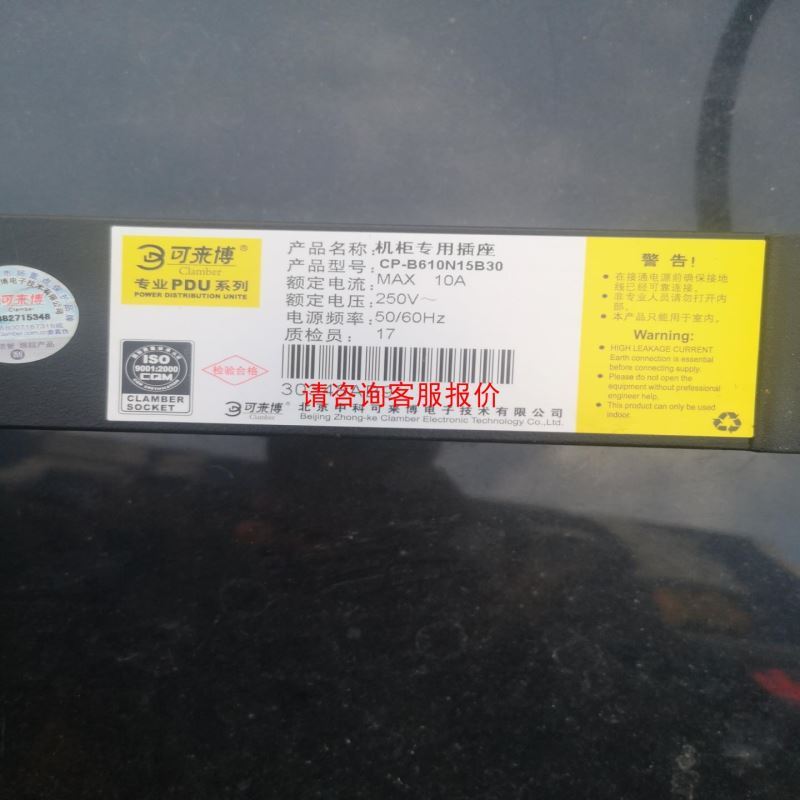 可来博®
Clamber
专业 PDU 系列
POWER DISTRIBUTION UNITE
产品名称: 机柜专用插座
产品型号: CP-B610N15B30
额定电流: MAX 10A
额定电压: 250V~
电源频率: 50/60Hz
质检员: 17
ISO
9001:2000
CQM
CLAMBER
SOCKET
检验合格
请咨询客服报价
可来博®
Clamber
北京中科可来博电子技术有限公司
Beijing Zhong-ke Clamber Electronic Technology Co.,Ltd.
警告!
在接通电源前确保接地
线已经可靠连接。
非专业人员请勿打开内
部。
本产品只能用于室内。
Warning:
HIGH LEAKAGE CURRENT.
Earth connection is essential
before connecting supply.
Please do not open the
equipment without professional
engineer help.
This product can only be used
indoor.
可来博
Clamber
882715348